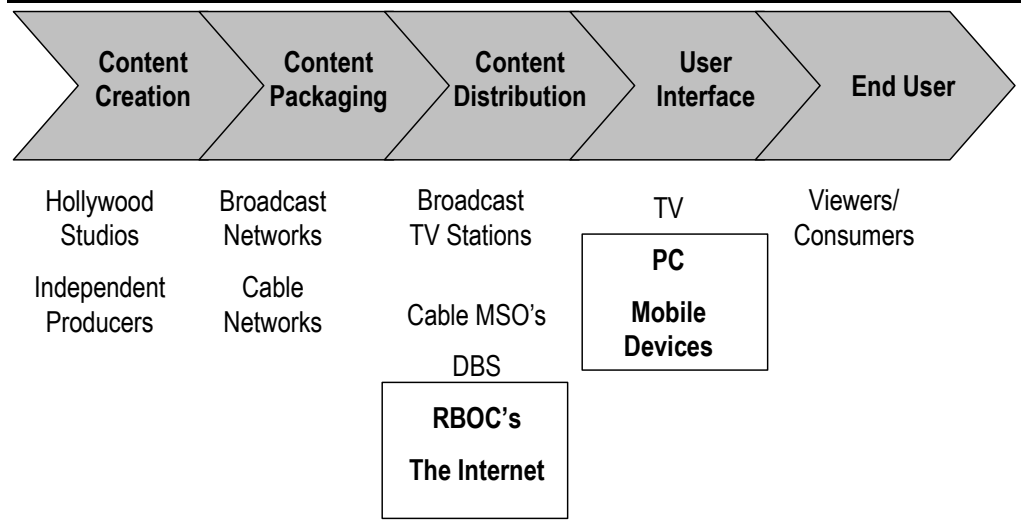 Content
Creation
Content
Packaging
Content
Distribution
User
Interface
End User
Hollywood
Studios
Independent
Producers
Broadcast
Networks
Cable
Networks
Broadcast
TV Stations
Cable MSO's
DBS
RBOC's
The Internet
TV
PC
Mobile
Devices
Viewers/
Consumers